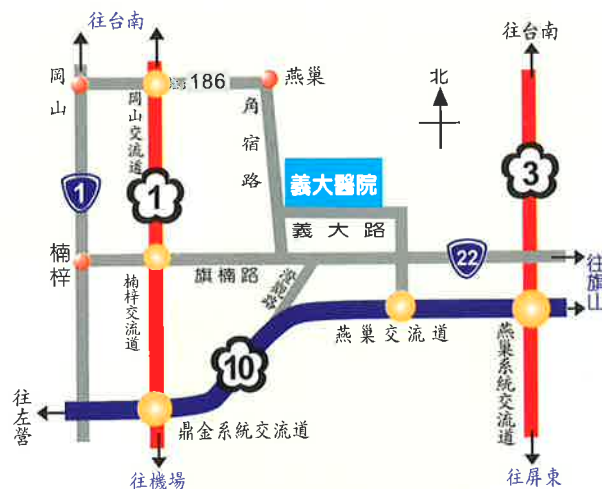 往台南
往台南
岡山
186
燕巢
北
岡山交流道
角宿路
1
1
3
義大醫院
義大路
楠梓
旗楠路
22
往旗山
楠梓交流道
燕巢交流道
燕巢系統交流道
10
往左營
鼎金系統交流道
往機場
往屏東